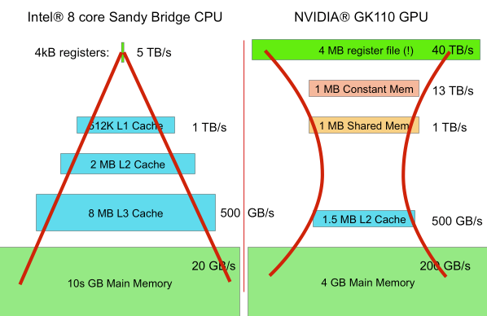 Intel® 8 core Sandy Bridge CPU
4kB registers: 5 TB/s
512K L1 Cache 1 TB/s
2 MB L2 Cache
8 MB L3 Cache 500 GB/s
20 GB/s
10s GB Main Memory
NVIDIA® GK110 GPU
4 MB register file (!) 40 TB/s
1 MB Constant Mem 13 TB/s
1 MB Shared Mem 1 TB/s
1.5 MB L2 Cache 500 GB/s
200 GB/s
4 GB Main Memory